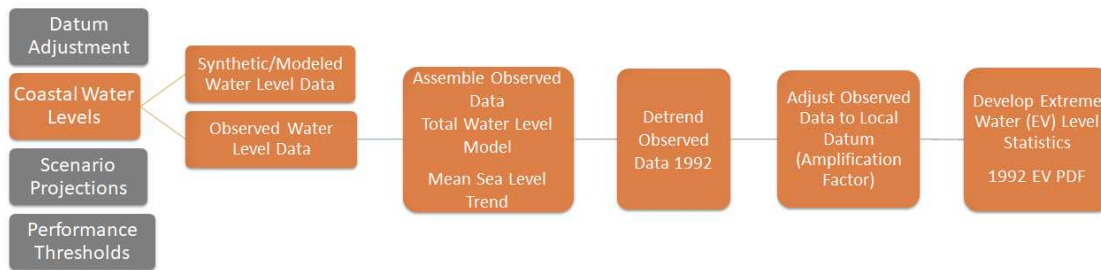 Datum
Adjustment
Coastal Water
Levels
Scenario
Projections
Performance
Thresholds
Synthetic/Modeled
Water Level Data
Observed Water
Level Data
Assemble Observed
Data
Total Water Level
Model
Mean Sea Level
Trend
Detrend
Observed
Data 1992
Adjust Observed
Data to Local
Datum
(Amplification
Factor)
Develop Extreme
Water (EV) Level
Statistics
1992 EV PDF